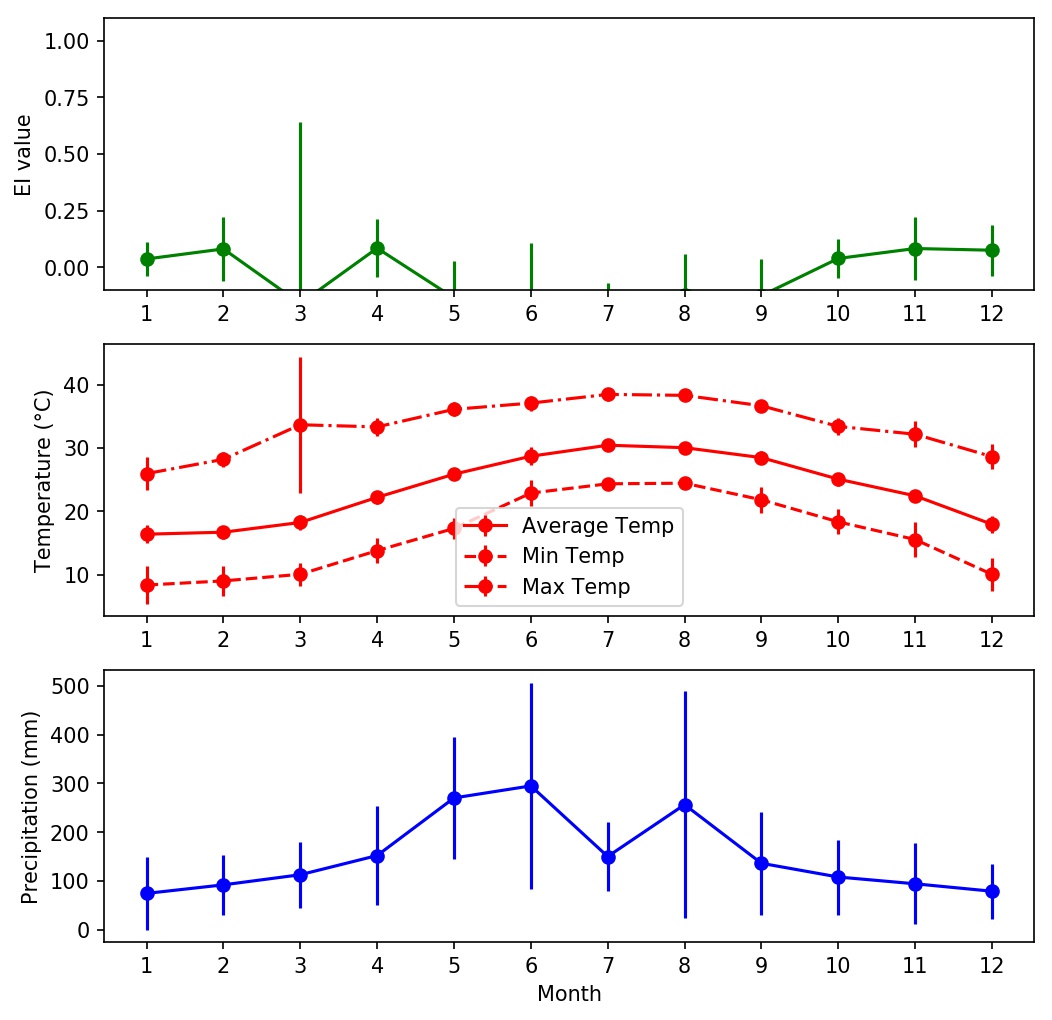 EI value
1.00
0.75
0.50
0.25
0.00
1 2 3 4 5 6 7 8 9 10 11 12
Temperature (°C)
40
30
20
10
Average Temp
Min Temp
Max Temp
1 2 3 4 5 6 7 8 9 10 11 12
Precipitation (mm)
500
400
300
200
100
0
1 2 3 4 5 6 7 8 9 10 11 12
Month